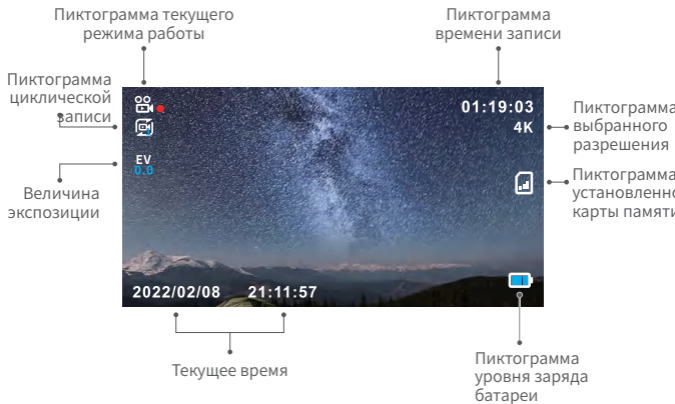 Пиктограмма текущего
режима работы
Пиктограмма
времени записи
Пиктограмма
циклической
записи
Величина
экспозиции
EV
0.0
01:19:03
4K
Пиктограмма
выбранного
разрешения
Пиктограмма
установленно
карты памяти
2022/02/08 21:11:57
Текущее время
Пиктограмма
уровня заряда
батареи